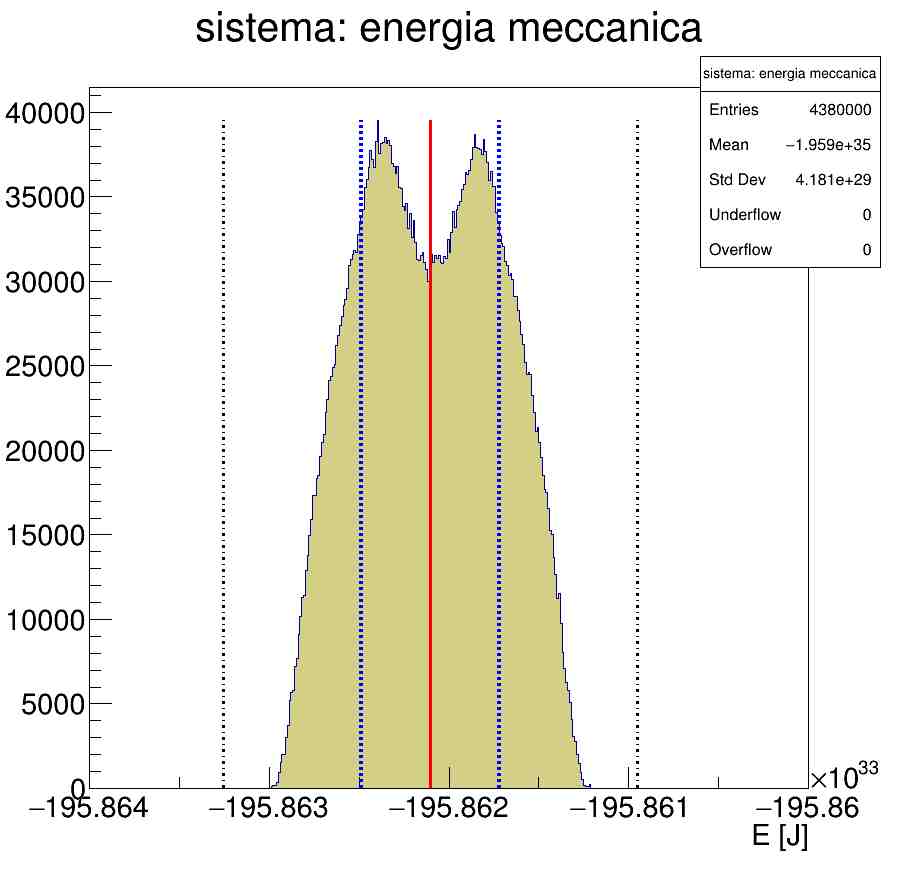 sistema: energia meccanica
sistema: energia meccanica
Entries 4380000
Mean −1.959e+35
Std Dev 4.181e+29
Underflow 0
Overflow 0
40000
35000
30000
25000
20000
15000
10000
5000
0
−195.864 −195.863 −195.862 −195.861 −195.86
×10³³
E [J]